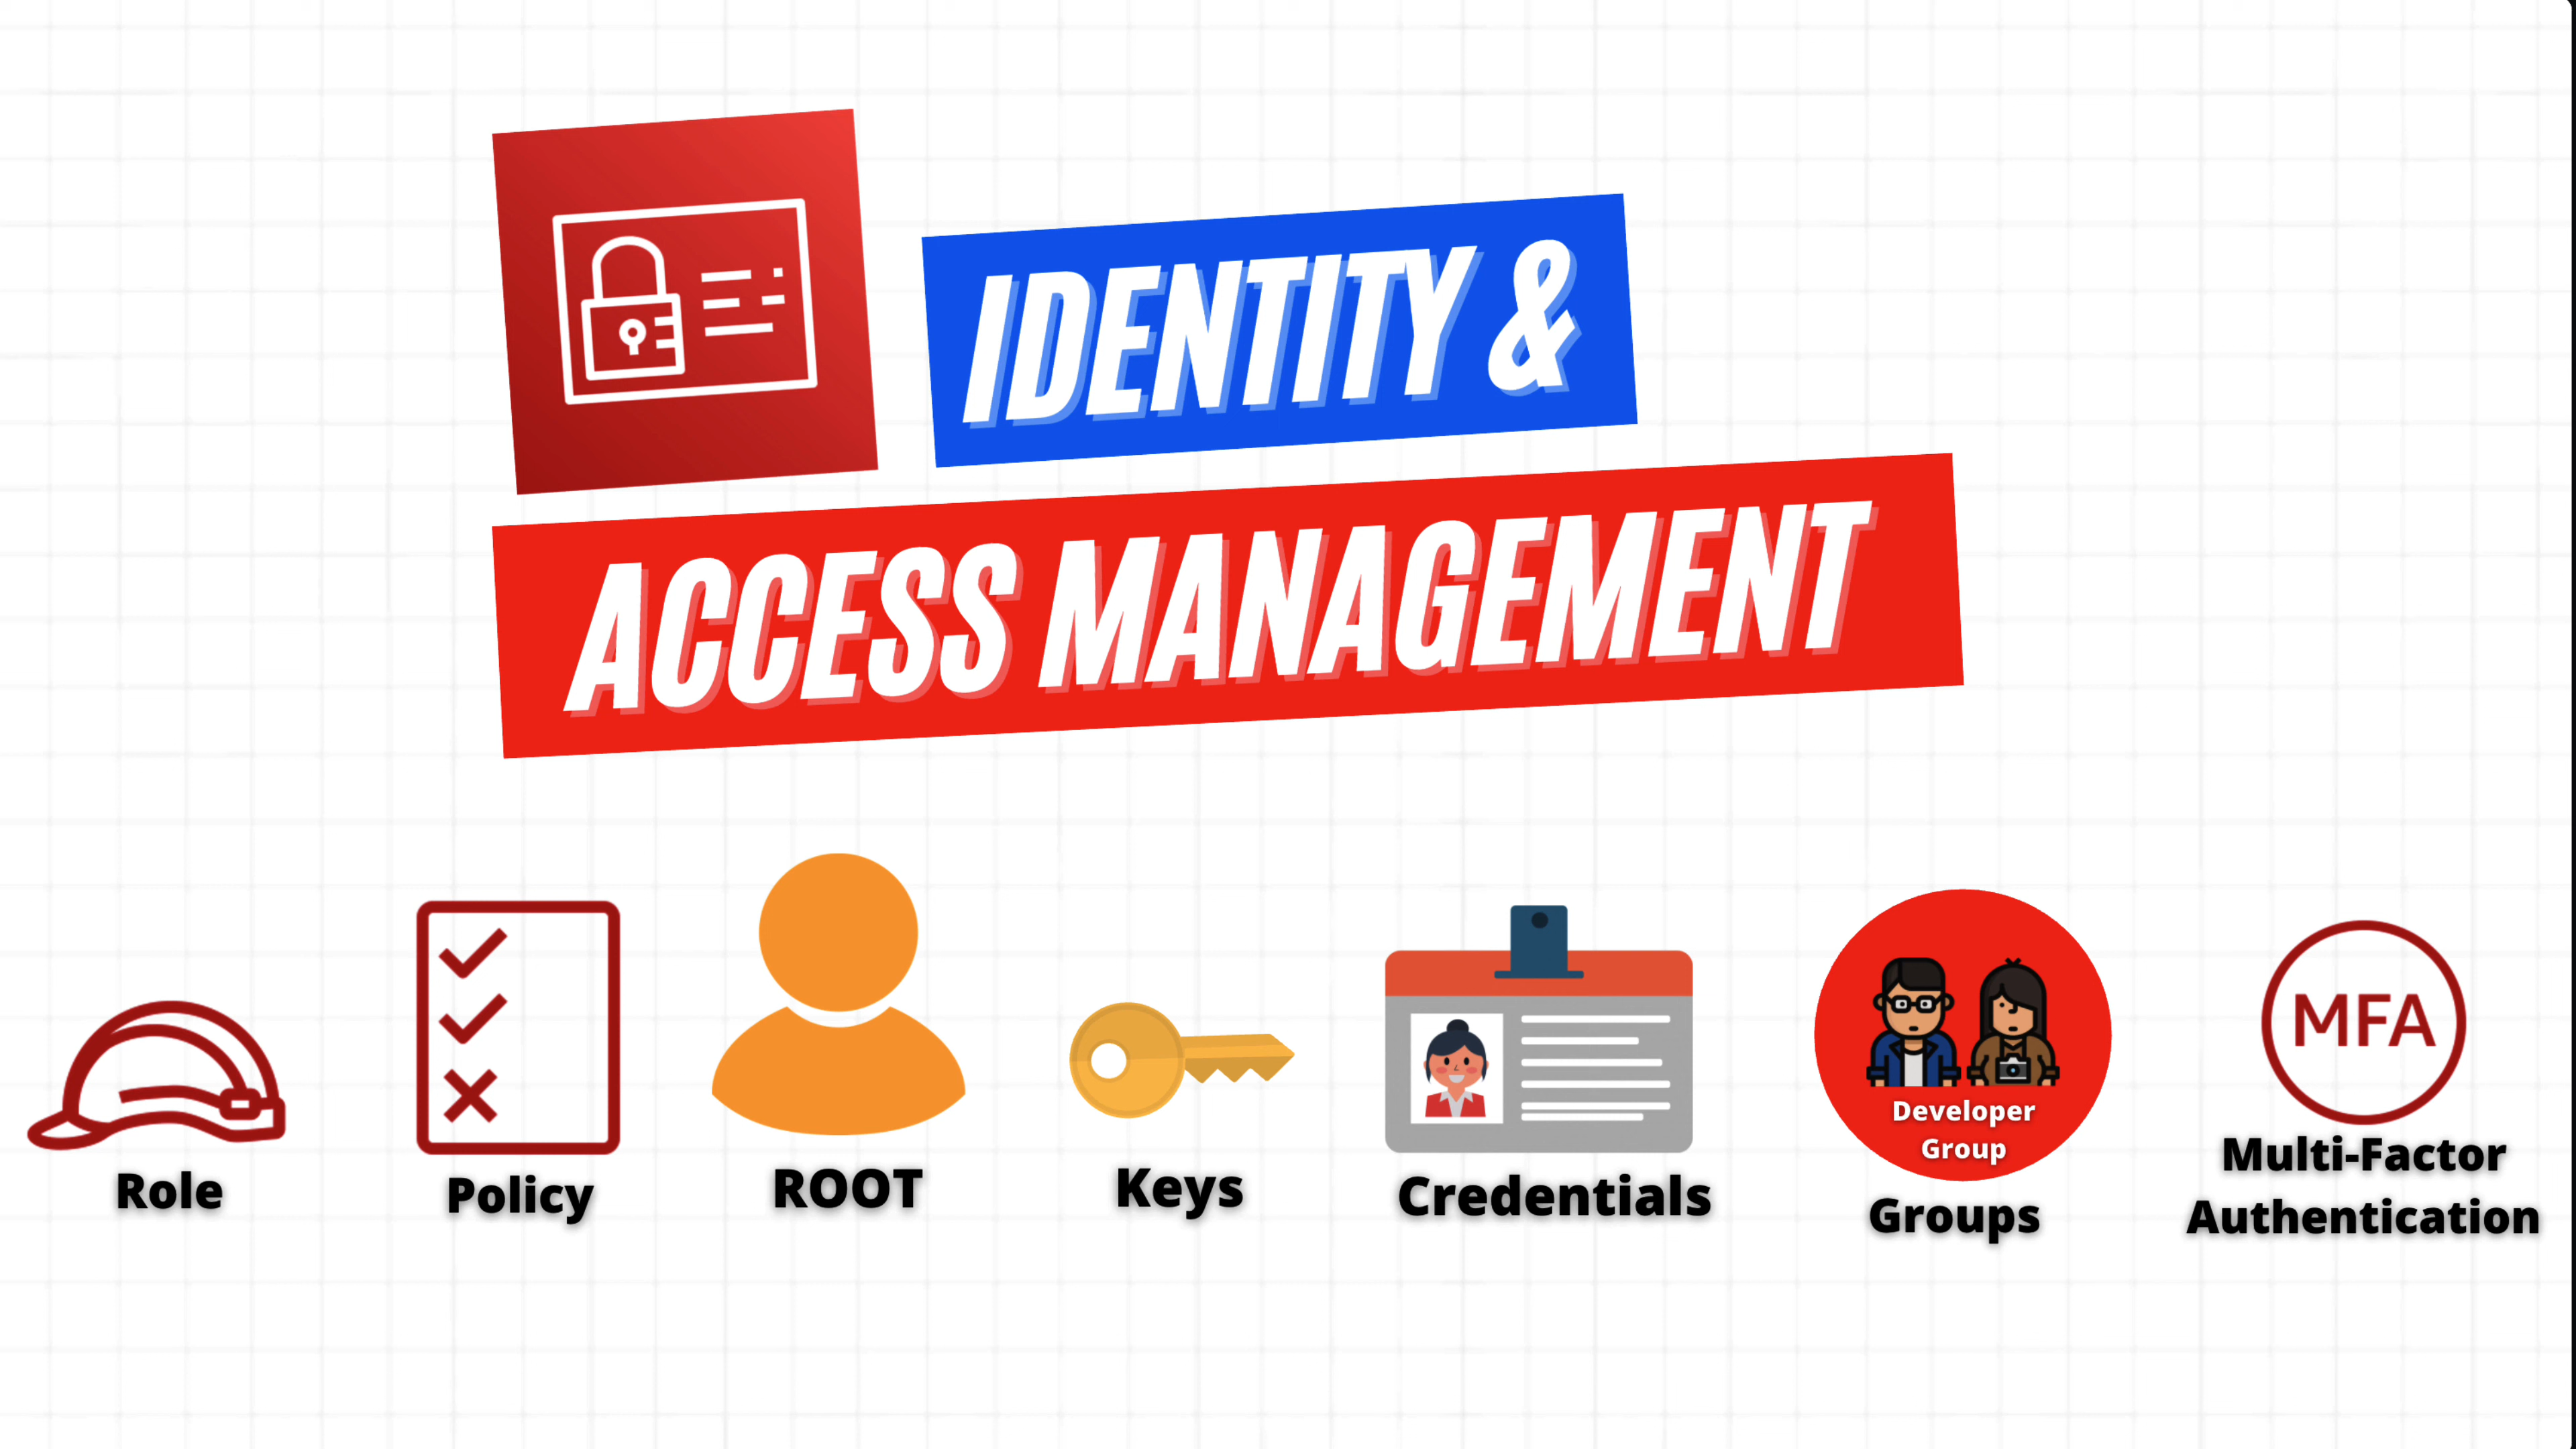 IDENTITY &
ACCESS MANAGEMENT
Role
Policy
ROOT
Keys
Credentials
Developer
Group
Groups
MFA
Multi-Factor
Authentication